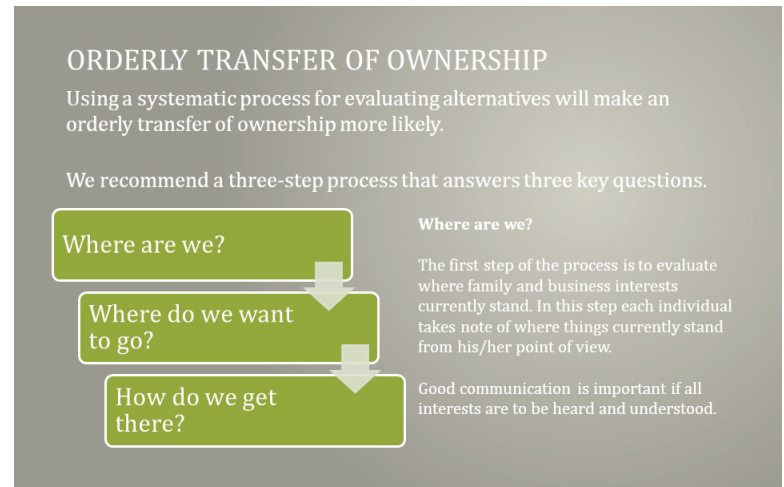 ORDERLY TRANSFER OF OWNERSHIP
Using a systematic process for evaluating alternatives will make an
orderly transfer of ownership more likely.
We recommend a three-step process that answers three key questions.
Where are we?
Where do we want
to go?
How do we get
there?
Where are we?
The first step of the process is to evaluate
where family and business interests
currently stand. In this step each individual
takes note of where things currently stand
from his/her point of view.
Good communication is important if all
interests are to be heard and understood.